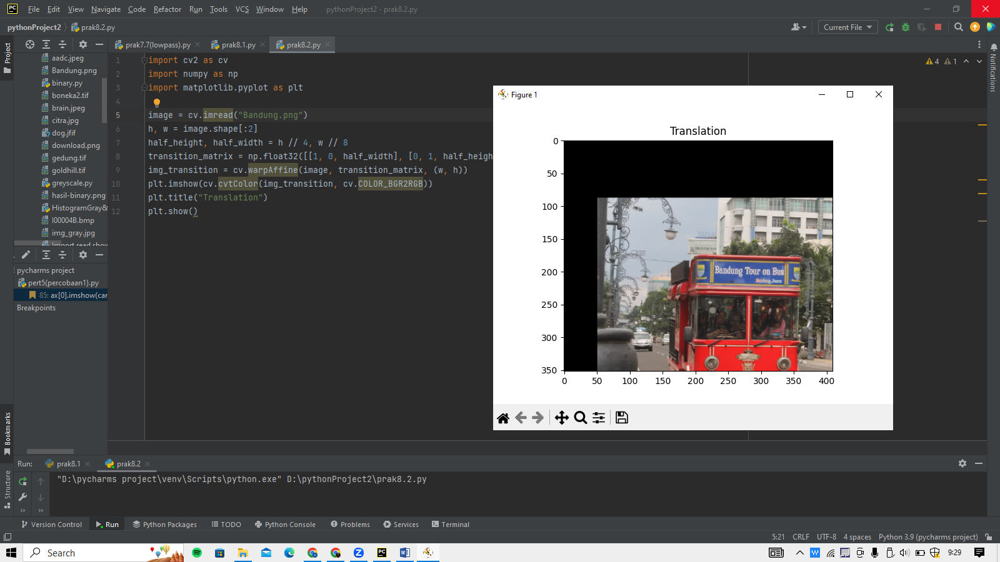 File Edit View Navigate Code Refactor Run Tools VCS Window Help pythonProject2 - prak8.2.py
pythonProject2 prak8.2.py Current File
Project
prak7.7(lowpass).py prak8.1.py prak8.2.py
aadc.jpeg
Bandung.png
binary.py
boneka2.tif
brain.jpeg
citra.jpg
dog.jfif
download.png
gedung.tif
goldhill.tif
greyscale.py
hasil-binary.png
HistogramGray&
I00004B.bmp
img_gray.jpg
Import read show
pycharms project
pert5(percobaan1).py
85: ax[0].imshow(car
Breakpoints
1 import cv2 as cv
2 import numpy as np
3 import matplotlib.pyplot as plt
4
5 image = cv.imread("Bandung.png")
6 h, w = image.shape[:2]
7 half_height, half_width = h // 4, w // 8
8 transition_matrix = np.float32([[1, 0, half_width], [0, 1, half_heigh
9 img_transition = cv.warpAffine(image, transition_matrix, (w, h))
10 plt.imshow(cv.cvtColor(img_transition, cv.COLOR_BGR2RGB))
11 plt.title("Translation")
12 plt.show()
4 1
Notifications
Figure 1
Translation
0
50
100
150
200
250
300
350
0 50 100 150 200 250 300 350 400
Bandung Tour on Bus
Bookmarks
Structure
Run: prak8.1 prak8.2
"D:\pycharms project\venv\Scripts\python.exe" D:\pythonProject2\prak8.2.py
Version Control Run Python Packages TODO Python Console Problems Services Terminal
5:21 CRLF UTF-8 4 spaces Python 3.9 (pycharms project)
Search 9:29